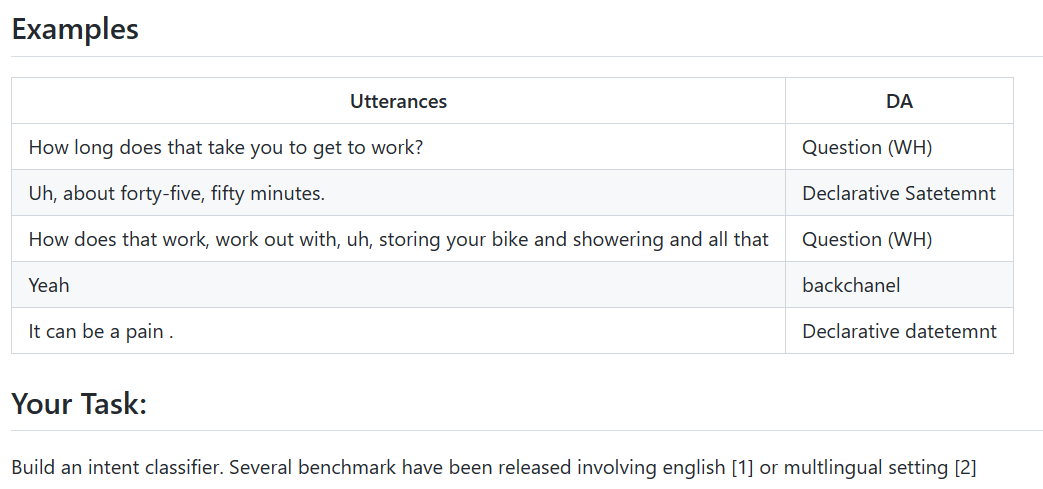 Examples
Utterances DA
How long does that take you to get to work? Question (WH)
Uh, about forty-five, fifty minutes. Declarative Satetemnt
How does that work, work out with, uh, storing your bike and showering and all that Question (WH)
Yeah backchanel
It can be a pain . Declarative datetemnt
Your Task:
Build an intent classifier. Several benchmark have been released involving english [1] or multlingual setting [2]